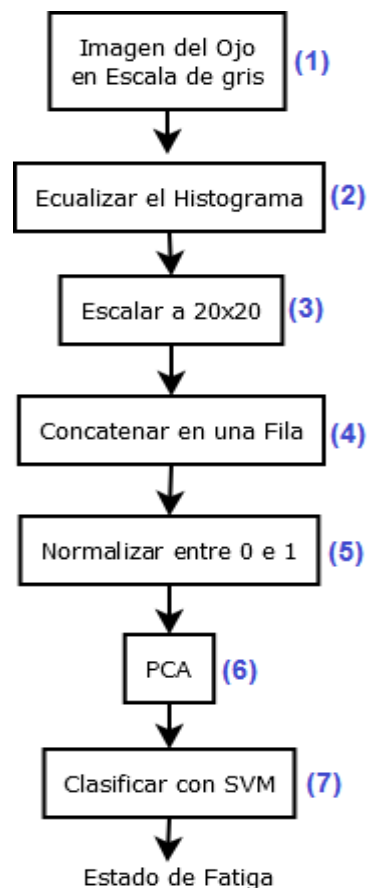 Imagen del Ojo
en Escala de gris
(1)
Ecualizar el Histograma
(2)
Escalar a 20x20
(3)
Concatenar en una Fila
(4)
Normalizar entre 0 e 1
(5)
PCA
(6)
Clasificar con SVM
(7)
Estado de Fatiga